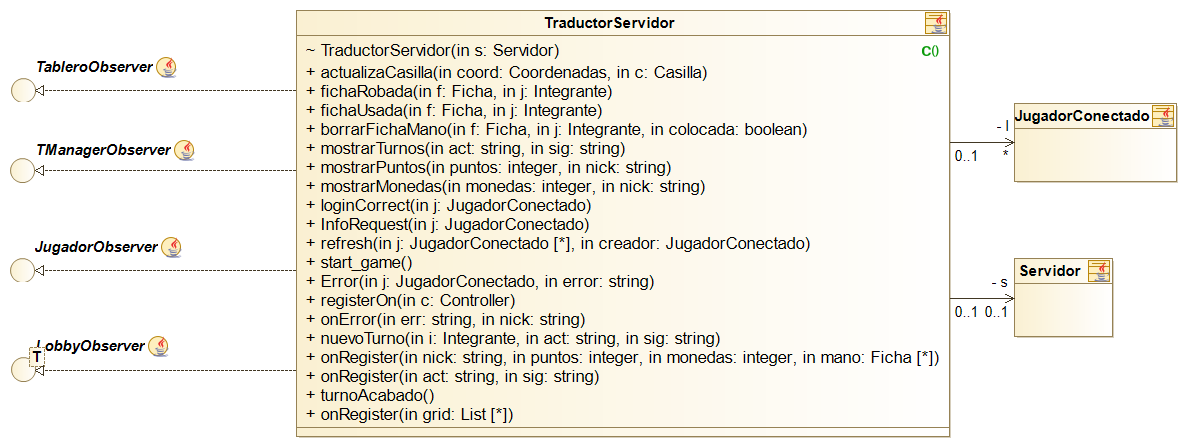 TraductorServidor
~ TraductorServidor(in s: Servidor)
C()
+ actualizaCasilla(in coord: Coordenadas, in c: Casilla)
+ fichaRobada(in f: Ficha, in j: Integrante)
+ fichaUsada(in f: Ficha, in j: Integrante)
+ borrarFichaMano(in f: Ficha, in j: Integrante, in colocada: boolean)
+ mostrarTurnos(in act: string, in sig: string)
+ mostrarPuntos(in puntos: integer, in nick: string)
+ mostrarMonedas(in monedas: integer, in nick: string)
+ loginCorrect(in j: JugadorConectado)
+ InfoRequest(in j: JugadorConectado)
+ refresh(in j: JugadorConectado [*], in creador: JugadorConectado)
+ start_game()
+ Error(in j: JugadorConectado, in error: string)
+ registerOn(in c: Controller)
+ onError(in err: string, in nick: string)
+ nuevoTurno(in i: Integrante, in act: string, in sig: string)
+ onRegister(in nick: string, in puntos: integer, in monedas: integer, in mano: Ficha [*])
+ onRegister(in act: string, in sig: string)
+ turnoAcabado()
+ onRegister(in grid: List [*])
TableroObserver
TManagerObserver
JugadorObserver
LobbyObserver
T
- l
0..1 *
JugadorConectado
- s
0..1 0..1
Servidor